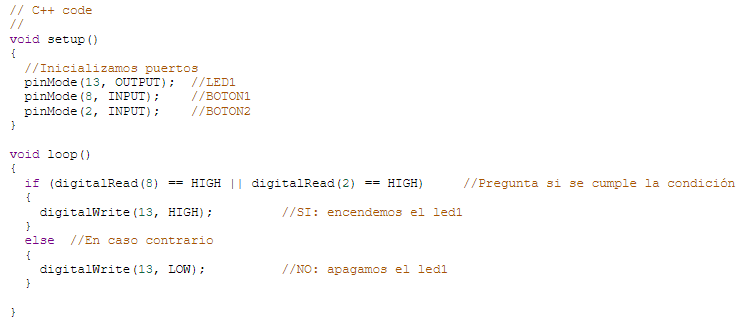 // C++ code
//
void setup()
{
  //Inicializamos puertos
  pinMode(13, OUTPUT);  //LED1
  pinMode(8, INPUT);    //BOTON1
  pinMode(2, INPUT);    //BOTON2
}

void loop()
{
  if (digitalRead(8) == HIGH || digitalRead(2) == HIGH)     //Pregunta si se cumple la condición
  {
    digitalWrite(13, HIGH);         //SI: encendemos el led1
  }
  else  //En caso contrario
  {
    digitalWrite(13, LOW);          //NO: apagamos el led1
  }

}